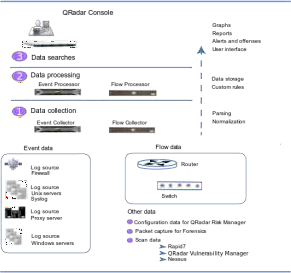 QRadar Console
Graphs
Reports
Alerts and offenses
User interface
3 Data searches
2 Data processing
Event Processor
Flow Processor
Data storage
Custom rules
1 Data collection
Event Collector
Flow Collector
Parsing
Normalization
Event data
Flow data
Log source
Firewall
Log source
Unix servers
Syslog
Log source
Proxy server
Log source
Windows servers
Router
Switch
Other data
Configuration data for QRadar Risk Manager
Packet capture for Forensics
Scan data
Rapid7
QRadar Vulnerability Manager
Nessus